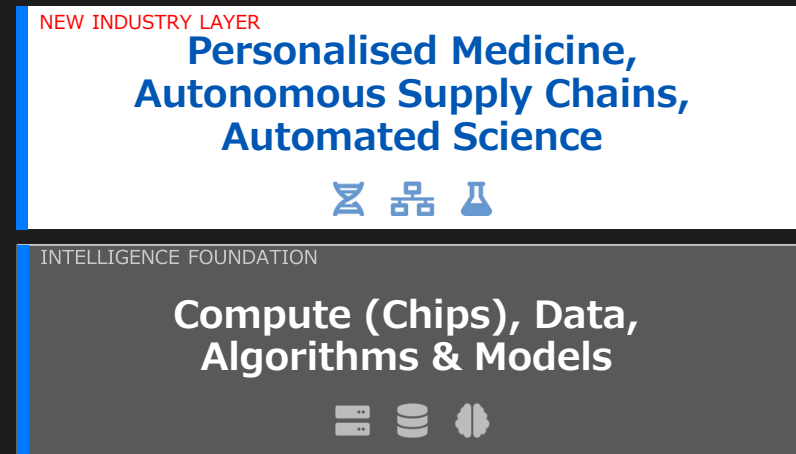 NEW INDUSTRY LAYER
Personalised Medicine,
Autonomous Supply Chains,
Automated Science
INTELLIGENCE FOUNDATION
Compute (Chips), Data,
Algorithms & Models